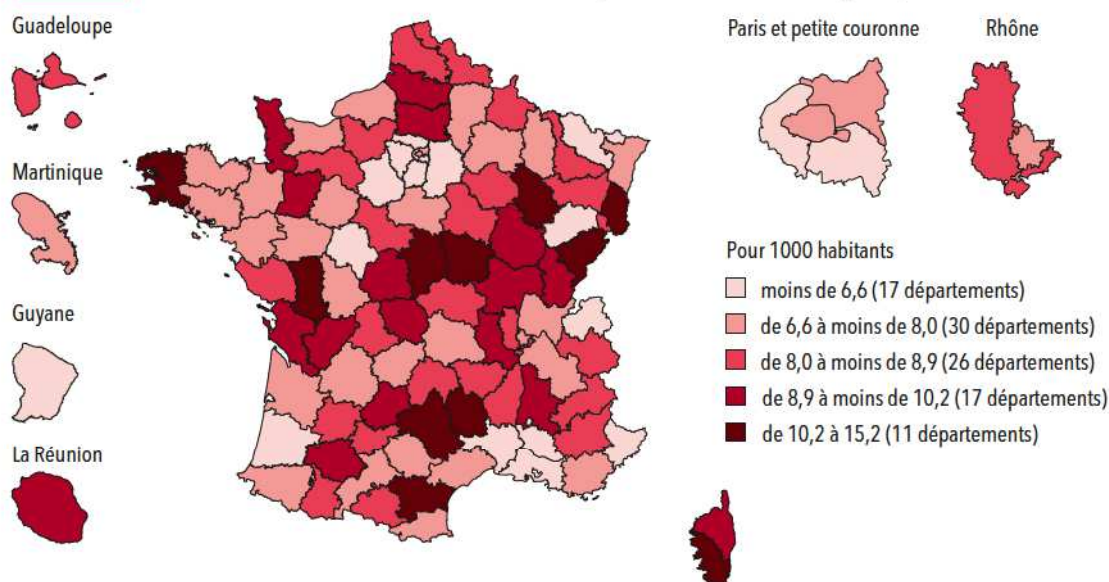 Guadeloupe
Martinique
Guyane
La Réunion
Paris et petite couronne
Rhône
Pour 1000 habitants
moins de 6,6 (17 départements)
de 6,6 à moins de 8,0 (30 départements)
de 8,0 à moins de 8,9 (26 départements)
de 8,9 à moins de 10,2 (17 départements)
de 10,2 à 15,2 (11 départements)